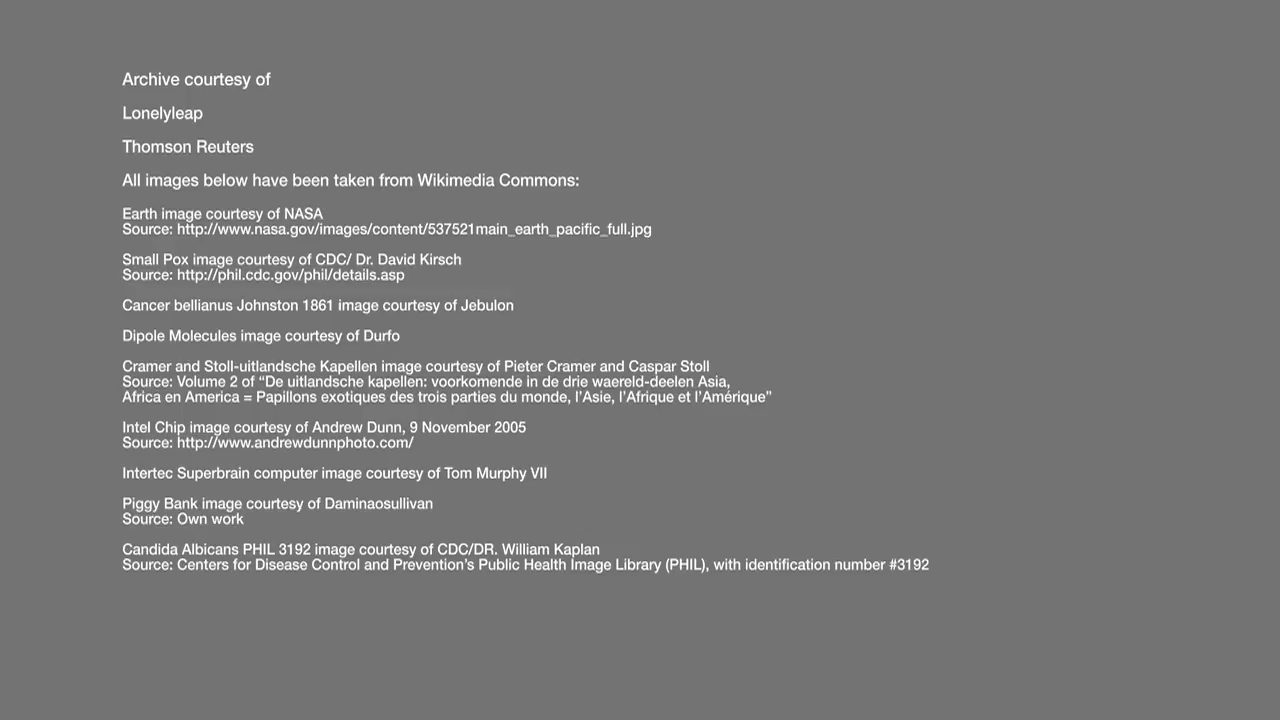 Archive courtesy of
Lonelyleap
Thomson Reuters
All images below have been taken from Wikimedia Commons:
Earth image courtesy of NASA
Source: http://www.nasa.gov/images/content/537521main_earth_pacific_full.jpg
Small Pox image courtesy of CDC/ Dr. David Kirsch
Source: http://phil.cdc.gov/phil/details.asp
Cancer bellianus Johnston 1861 image courtesy of Jebulon
Dipole Molecules image courtesy of Durfo
Cramer and Stoll-uitlandsche Kapellen image courtesy of Pieter Cramer and Caspar Stoll
Source: Volume 2 of “De uitlandsche kapellen: voorkomende in de drie waereld-deelen Asia,
Africa en America = Papillons exotiques des trois parties du monde, l’Asie, l’Afrique et l’Amérique”
Intel Chip image courtesy of Andrew Dunn, 9 November 2005
Source: http://www.andrewdunnphoto.com/
Intertec Superbrain computer image courtesy of Tom Murphy VII
Piggy Bank image courtesy of Daminaosullivan
Source: Own work
Candida Albicans PHIL 3192 image courtesy of CDC/DR. William Kaplan
Source: Centers for Disease Control and Prevention’s Public Health Image Library (PHIL), with identification number #3192